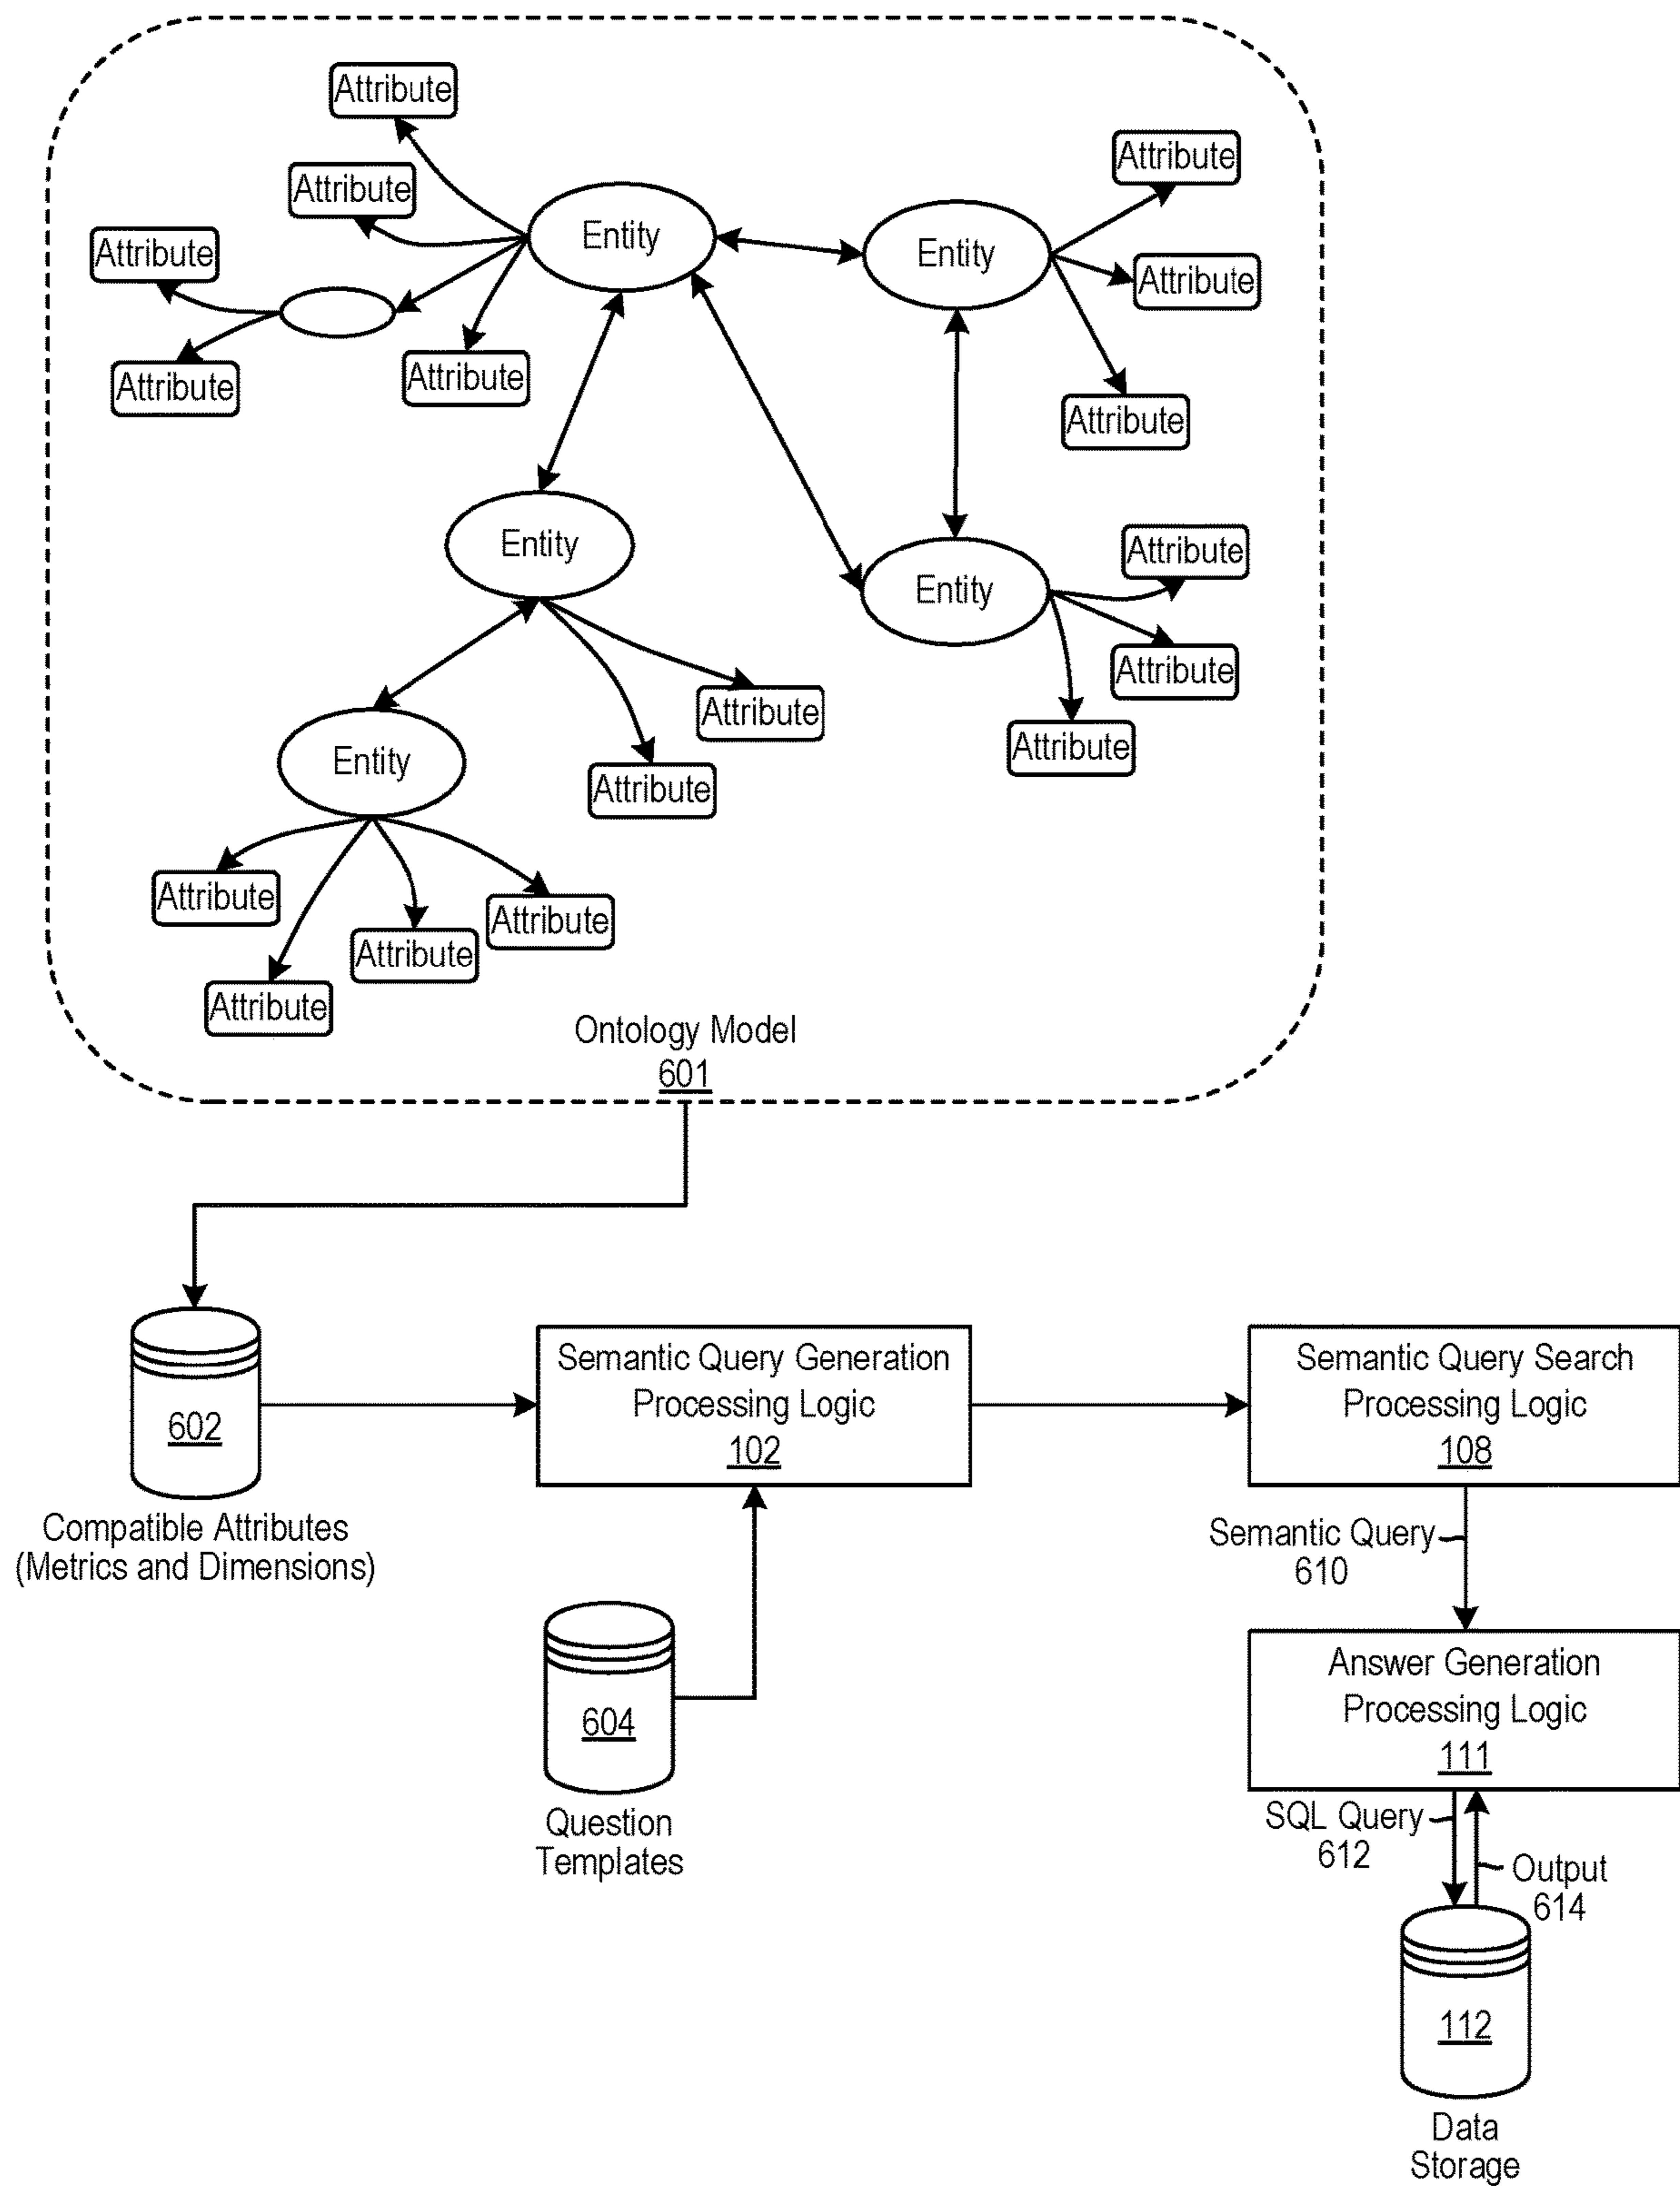 Attribute
Attribute
Attribute
Attribute
Attribute
Entity
Entity
Attribute
Attribute
Attribute
Entity
Entity
Attribute
Attribute
Attribute
Attribute
Attribute
Entity
Attribute
Attribute
Attribute
Attribute
Ontology Model
601
602
Compatible Attributes
(Metrics and Dimensions)
Semantic Query Generation
Processing Logic
102
604
Question
Templates
Semantic Query Search
Processing Logic
108
Semantic Query
610
Answer Generation
Processing Logic
111
SQL Query
612
Output
614
112
Data
Storage